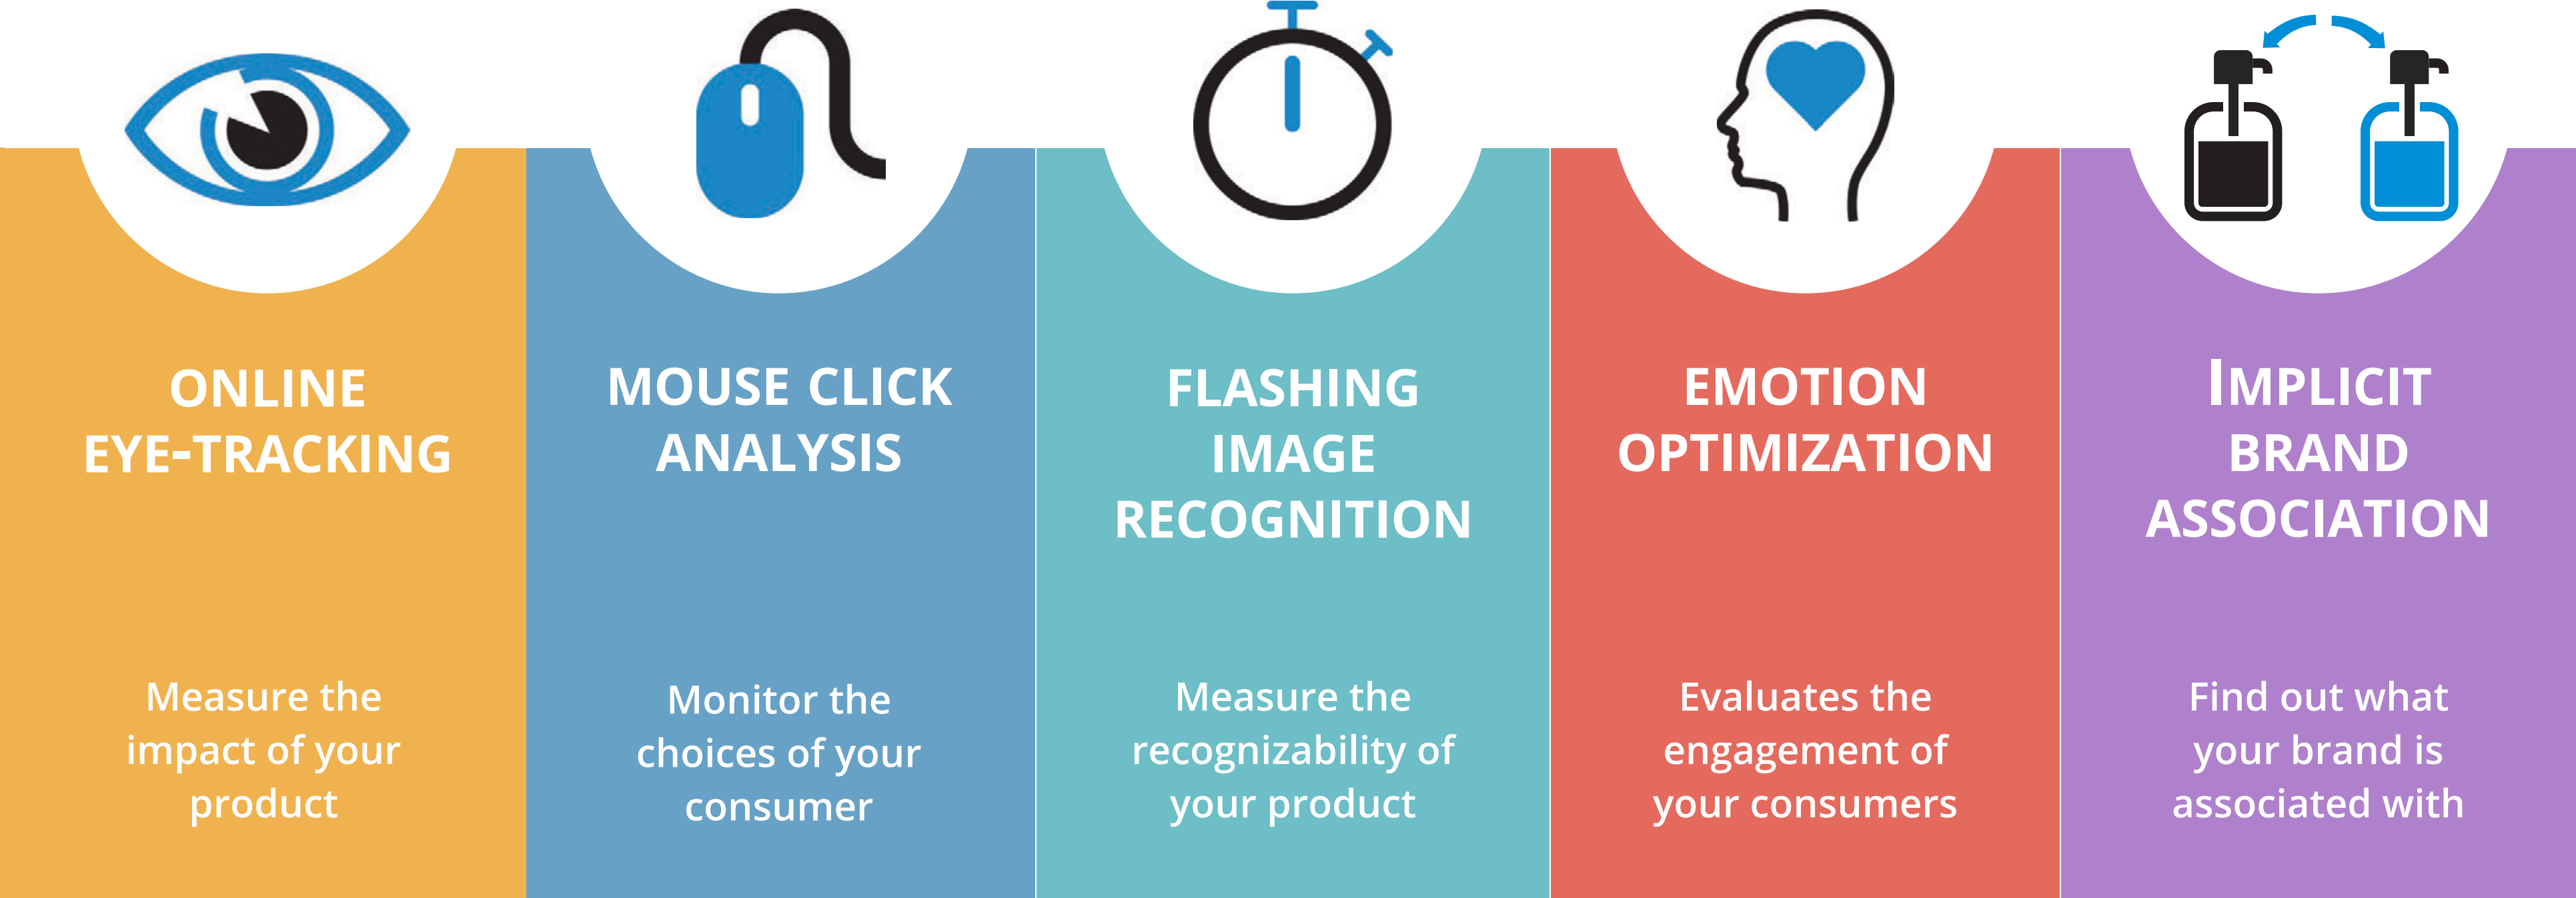 ONLINE
EYE-TRACKING
Measure the
impact of your
product
MOUSE CLICK
ANALYSIS
Monitor the
choices of your
consumer
FLASHING
IMAGE
RECOGNITION
Measure the
recognizability of
your product
EMOTION
OPTIMIZATION
Evaluates the
engagement of
your consumers
IMPLICIT
BRAND
ASSOCIATION
Find out what
your brand is
associated with